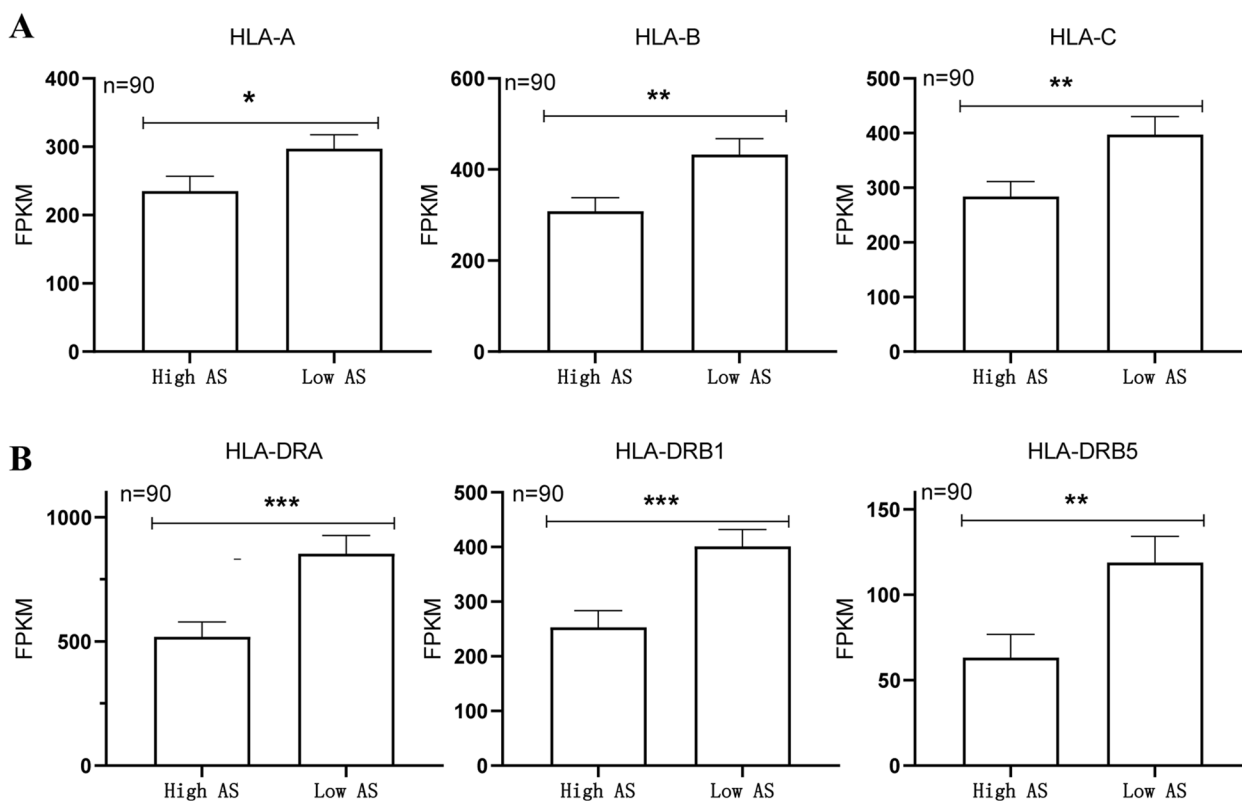 A
HLA-A
n=90
*
FPKM
400
300
200
100
0
High AS
Low AS
HLA-B
n=90
**
FPKM
600
400
200
0
High AS
Low AS
HLA-C
n=90
**
FPKM
500
400
300
200
100
0
High AS
Low AS
B
HLA-DRA
n=90
***
FPKM
1000
500
0
High AS
Low AS
HLA-DRB1
n=90
***
FPKM
500
400
300
200
100
0
High AS
Low AS
HLA-DRB5
n=90
**
FPKM
150
100
50
0
High AS
Low AS